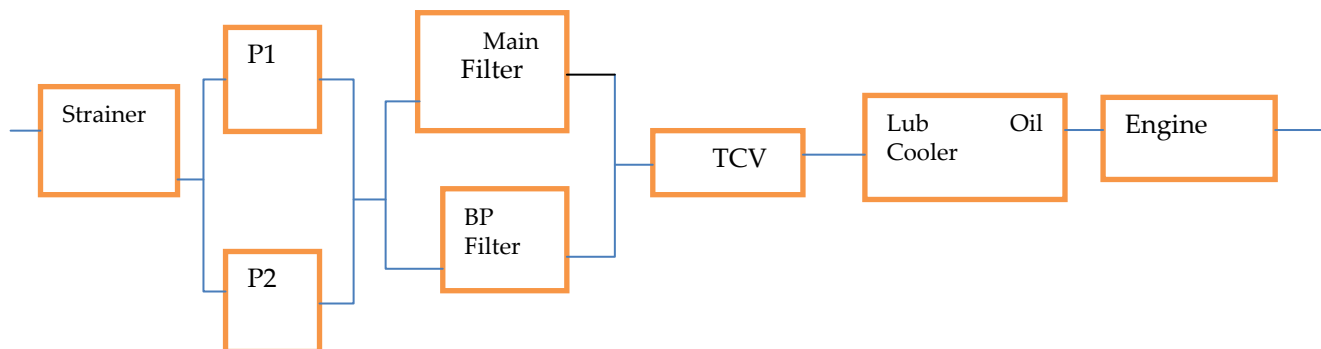 Strainer
P1
P2
Main
Filter
BP
Filter
TCV
Lub Oil
Cooler
Engine